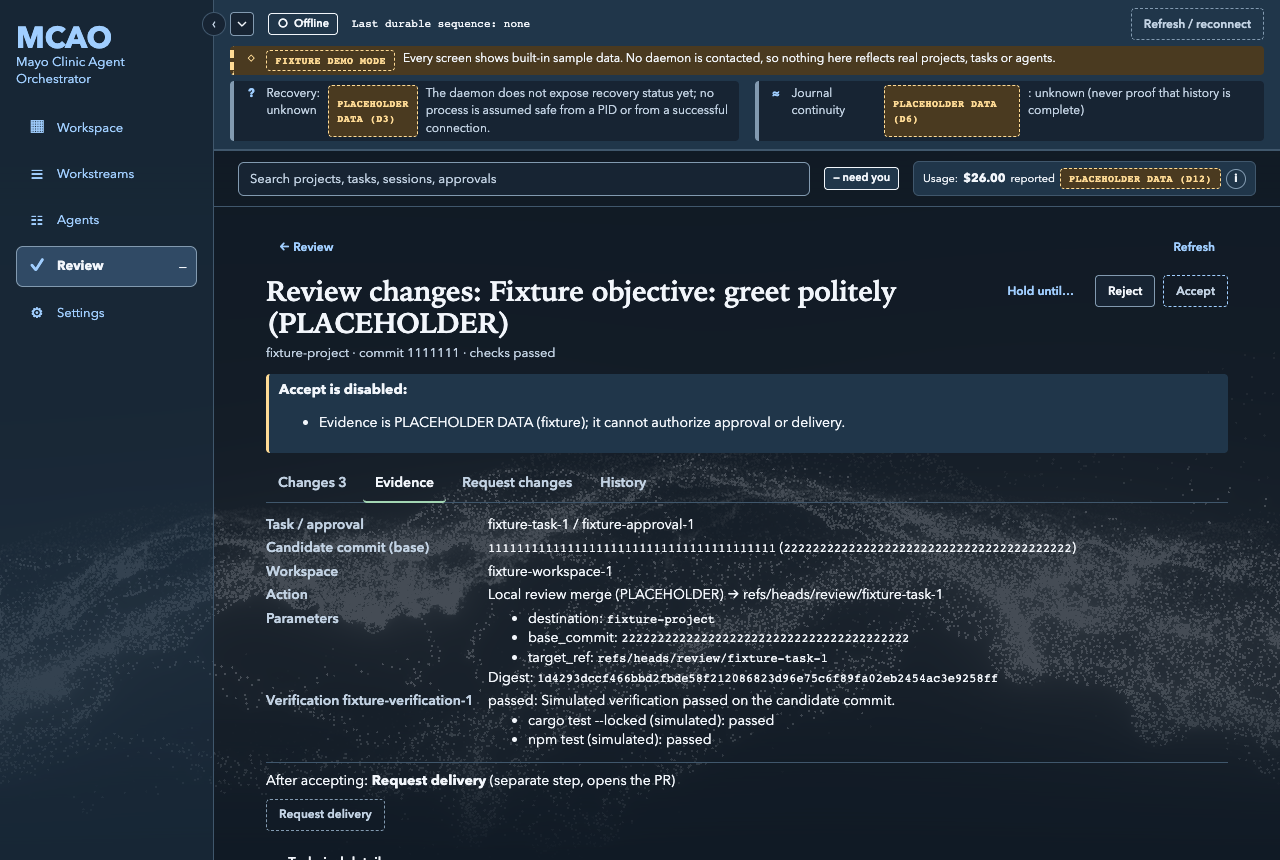 MCAO
Mayo Clinic Agent
Orchestrator
Workspace
Workstreams
Agents
Review –
Settings
Offline Last durable sequence: none Refresh / reconnect
FIXTURE DEMO MODE Every screen shows built-in sample data. No daemon is contacted, so nothing here reflects real projects, tasks or agents.
? Recovery:
unknown
PLACEHOLDER
DATA (D3)
The daemon does not expose recovery status yet; no
process is assumed safe from a PID or from a successful
connection.
≈ Journal
continuity
PLACEHOLDER DATA
(D6)
: unknown (never proof that history is
complete)
Search projects, tasks, sessions, approvals
– need you
Usage: $26.00 reported PLACEHOLDER DATA (D12) i
← Review Refresh
Review changes: Fixture objective: greet politely
(PLACEHOLDER)
Hold until… Reject Accept
fixture-project · commit 1111111 · checks passed
Accept is disabled:
• Evidence is PLACEHOLDER DATA (fixture); it cannot authorize approval or delivery.
Changes 3 Evidence Request changes History
Task / approval fixture-task-1 / fixture-approval-1
Candidate commit (base) 1111111111111111111111111111111111111111 (2222222222222222222222222222222222222222)
Workspace fixture-workspace-1
Action Local review merge (PLACEHOLDER) → refs/heads/review/fixture-task-1
Parameters • destination: fixture-project
• base_commit: 2222222222222222222222222222222222222222
• target_ref: refs/heads/review/fixture-task-1
Digest: 1d4293dccf466bbd2fbde58f212086823d96e75c6f89fa02eb2454ac3e9258ff
Verification fixture-verification-1 passed: Simulated verification passed on the candidate commit.
• cargo test --locked (simulated): passed
• npm test (simulated): passed
After accepting: Request delivery (separate step, opens the PR)
Request delivery